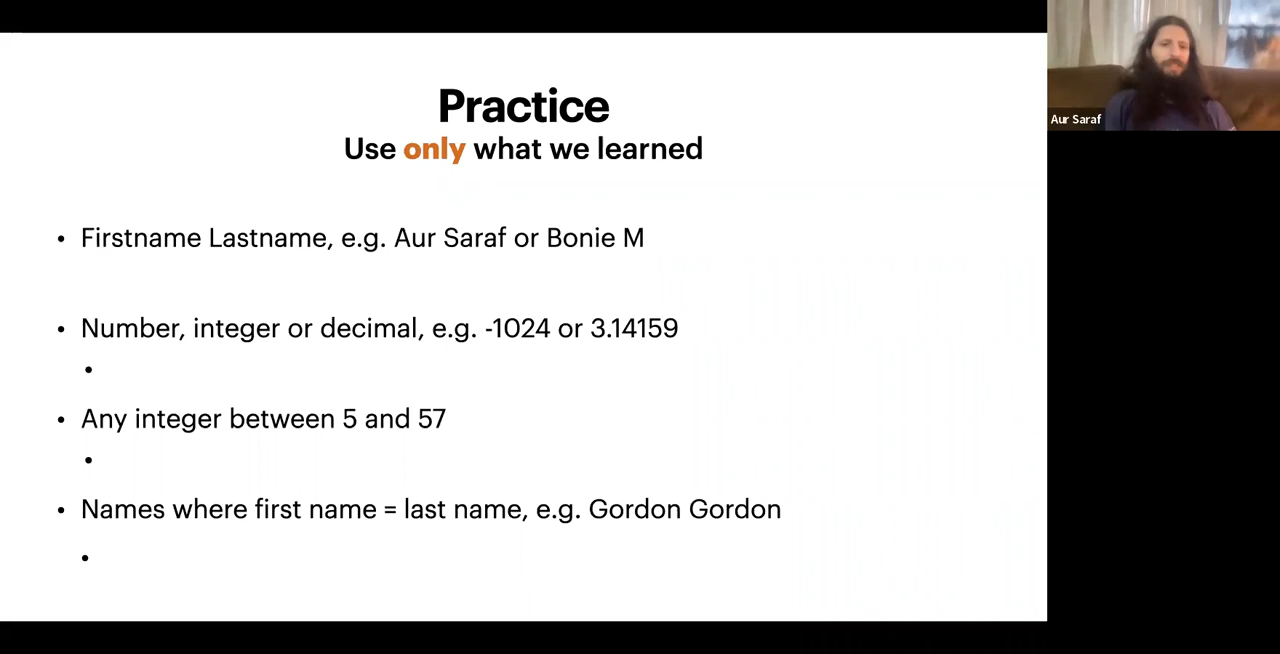 Practice
Use only what we learned
• Firstname Lastname, e.g. Aur Saraf or Bonie M
• Number, integer or decimal, e.g. -1024 or 3.14159
•
• Any integer between 5 and 57
•
• Names where first name = last name, e.g. Gordon Gordon
•
Aur Saraf